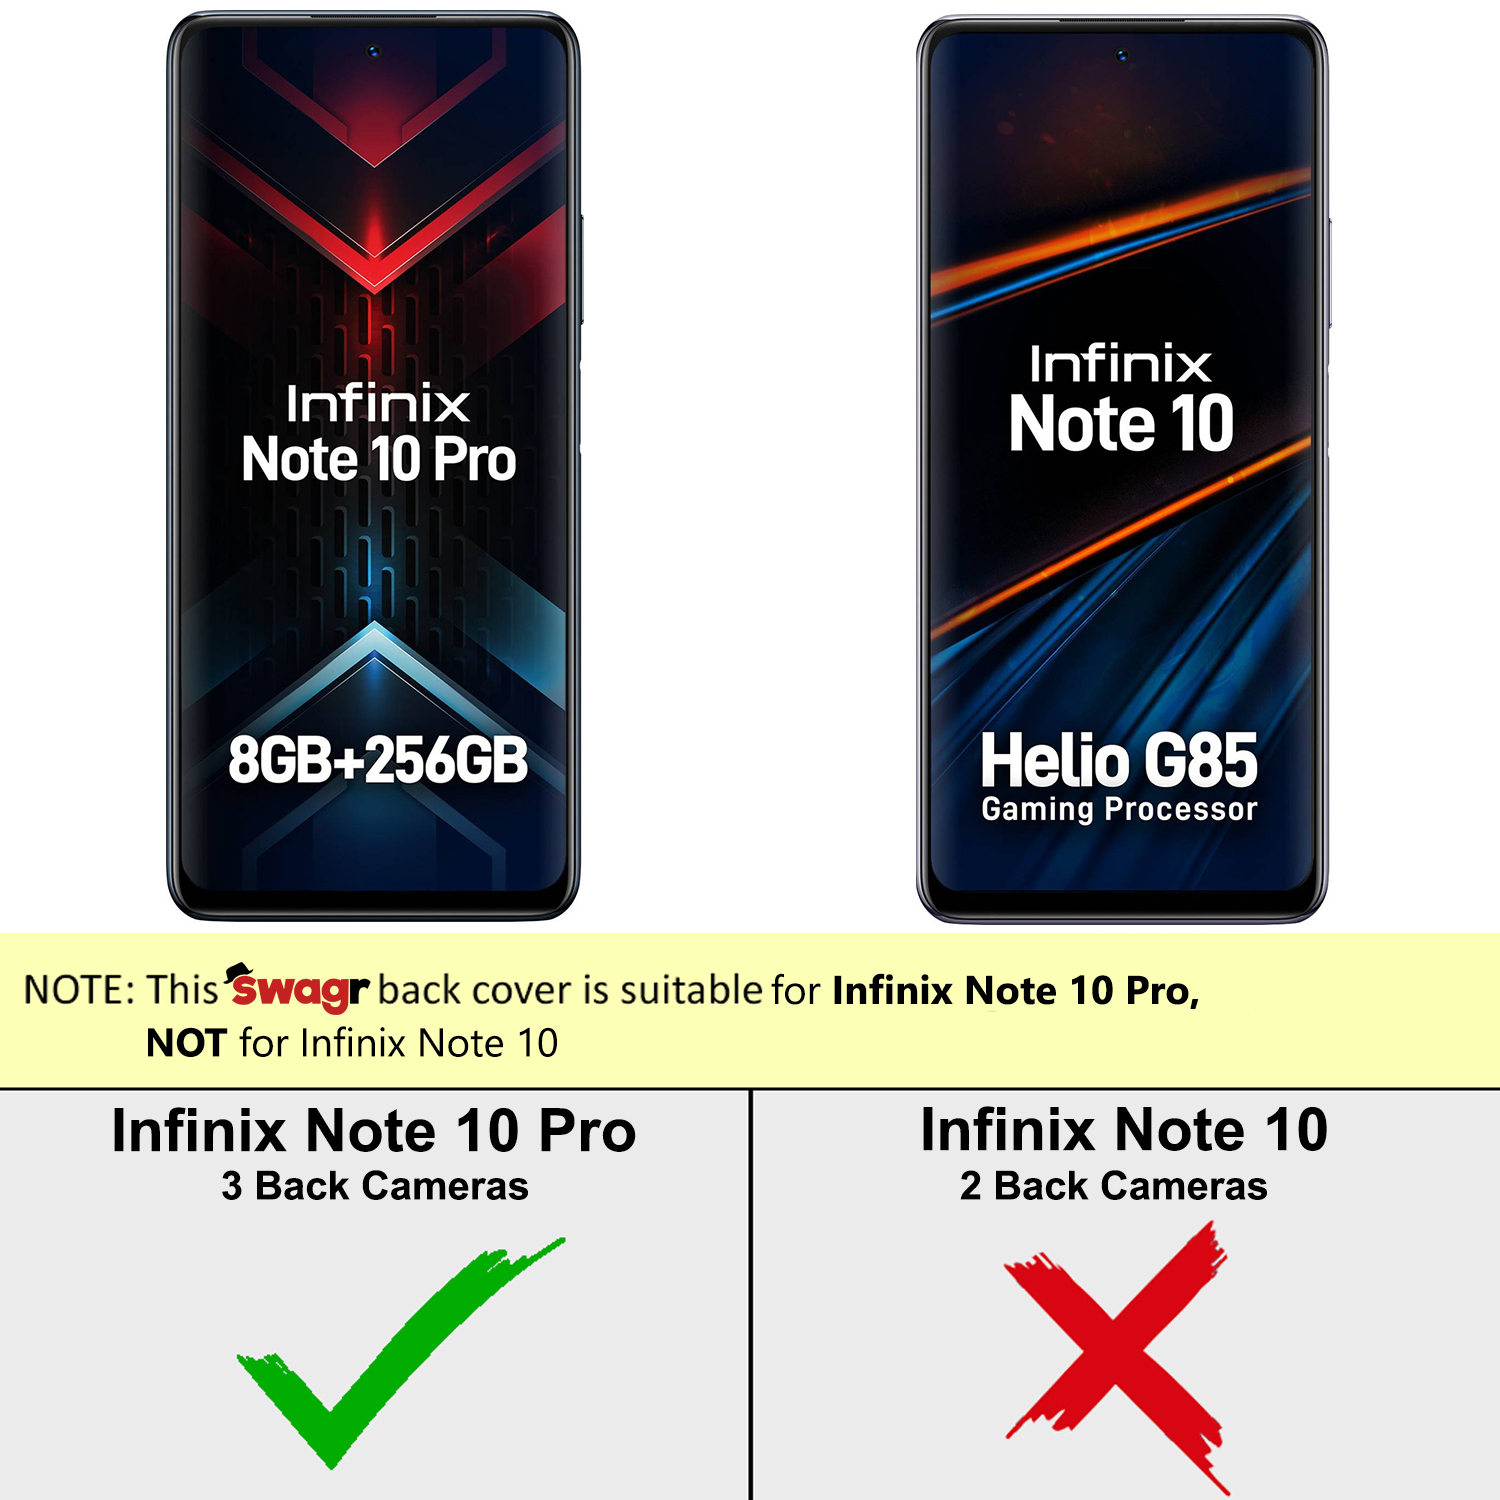 Infinix
Note 10 Pro
8GB+256GB
Infinix
Note 10
Helio G85
Gaming Processor
NOTE: This Swagr back cover is suitable for Infinix Note 10 Pro,
NOT for Infinix Note 10
Infinix Note 10 Pro
3 Back Cameras
Infinix Note 10
2 Back Cameras